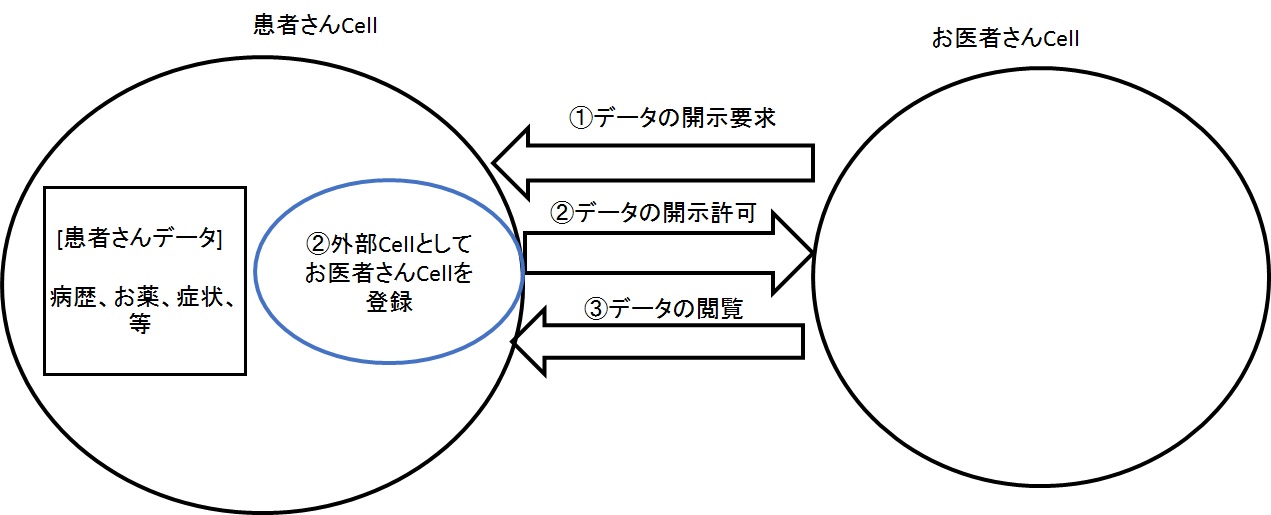 患者さんCell
お医者さんCell
①データの開示要求
②データの開示許可
[患者さんデータ]
病歴、お薬、症状、
等
②外部Cellとして
お医者さんCellを
登録
③データの閲覧